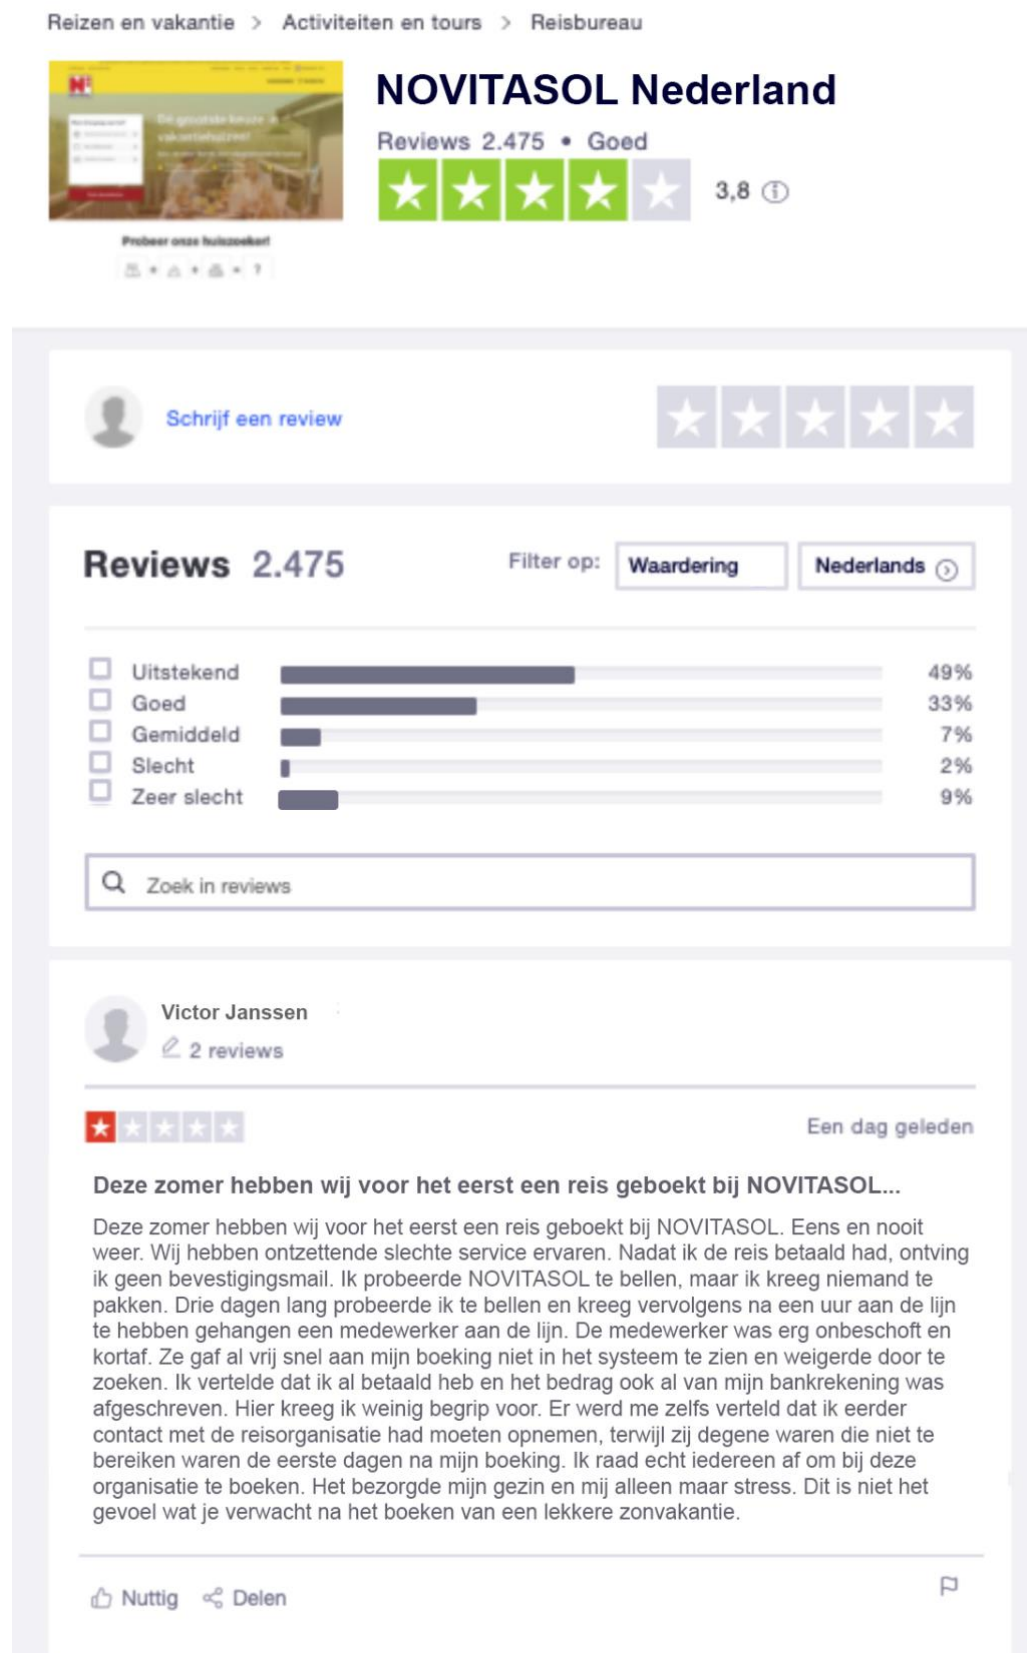 Reizen en vakantie > Activiteiten en tours > Reisbureau
NOVITASOL Nederland
Reviews 2.475 • Goed
3,8
De grootste keuze in
vakantiehuizen!
Probeer onze huiszoeker!
Schrijf een review
Reviews 2.475
Filter op: Waardering Nederlands
Uitstekend 49%
Goed 33%
Gemiddeld 7%
Slecht 2%
Zeer slecht 9%
Zoek in reviews
Victor Janssen
2 reviews
Een dag geleden
Deze zomer hebben wij voor het eerst een reis geboekt bij NOVITASOL...
Deze zomer hebben wij voor het eerst een reis geboekt bij NOVITASOL. Eens en nooit
weer. Wij hebben ontzettende slechte service ervaren. Nadat ik de reis betaald had, ontving
ik geen bevestigingsmail. Ik probeerde NOVITASOL te bellen, maar ik kreeg niemand te
pakken. Drie dagen lang probeerde ik te bellen en kreeg vervolgens na een uur aan de lijn
te hebben gehangen een medewerker aan de lijn. De medewerker was erg onbeschoft en
kortaf. Ze gaf al vrij snel aan mijn boeking niet in het systeem te zien en weigerde door te
zoeken. Ik vertelde dat ik al betaald heb en het bedrag ook al van mijn bankrekening was
afgeschreven. Hier kreeg ik weinig begrip voor. Er werd me zelfs verteld dat ik eerder
contact met de reisorganisatie had moeten opnemen, terwijl zij degene waren die niet te
bereiken waren de eerste dagen na mijn boeking. Ik raad echt iedereen af om bij deze
organisatie te boeken. Het bezorgde mijn gezin en mij alleen maar stress. Dit is niet het
gevoel wat je verwacht na het boeken van een lekkere zonvakantie.
Nuttig Delen